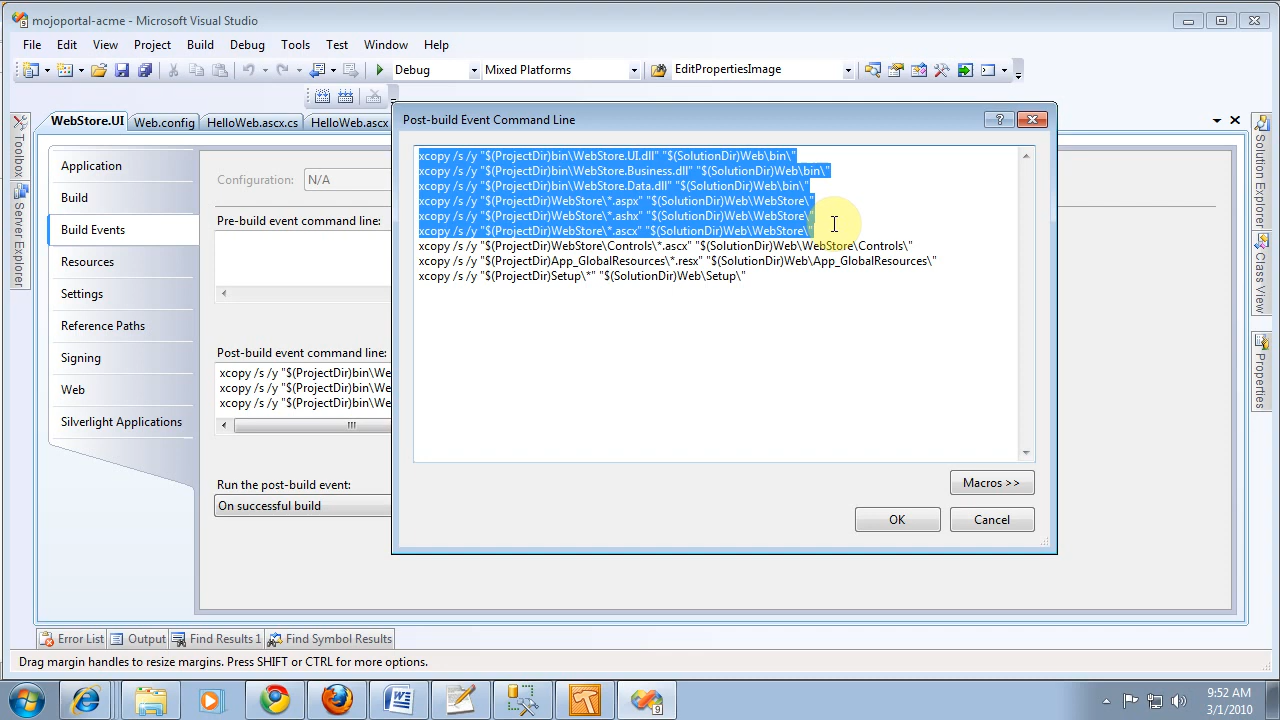 mojoportal-acme - Microsoft Visual Studio
File Edit View Project Build Debug Tools Test Window Help
Debug Mixed Platforms EditPropertiesImage
WebStore.UI Web.config HelloWeb.ascx.cs HelloWeb.ascx
Toolbox
Server Explorer
Application
Build
Build Events
Resources
Settings
Reference Paths
Signing
Web
Silverlight Applications
Configuration: N/A
Pre-build event command line:
Post-build event command line:
xcopy /s /y "$(ProjectDir)bin\We
xcopy /s /y "$(ProjectDir)bin\We
xcopy /s /y "$(ProjectDir)bin\We
Run the post-build event:
On successful build
Post-build Event Command Line
xcopy /s /y "$(ProjectDir)bin\WebStore.UI.dll" "$(SolutionDir)Web\bin\"
xcopy /s /y "$(ProjectDir)bin\WebStore.Business.dll" "$(SolutionDir)Web\bin\"
xcopy /s /y "$(ProjectDir)bin\WebStore.Data.dll" "$(SolutionDir)Web\bin\"
xcopy /s /y "$(ProjectDir)WebStore\*.aspx" "$(SolutionDir)Web\WebStore\"
xcopy /s /y "$(ProjectDir)WebStore\*.ashx" "$(SolutionDir)Web\WebStore\"
xcopy /s /y "$(ProjectDir)WebStore\*.ascx" "$(SolutionDir)Web\WebStore\"
xcopy /s /y "$(ProjectDir)WebStore\Controls\*.ascx" "$(SolutionDir)Web\WebStore\Controls\"
xcopy /s /y "$(ProjectDir)App_GlobalResources\*.resx" "$(SolutionDir)Web\App_GlobalResources\"
xcopy /s /y "$(ProjectDir)Setup\*" "$(SolutionDir)Web\Setup\"
Macros >>
OK Cancel
Solution Explorer
Class View
Properties
Error List Output Find Results 1 Find Symbol Results
Drag margin handles to resize margins. Press SHIFT or CTRL for more options.
9:52 AM
3/1/2010